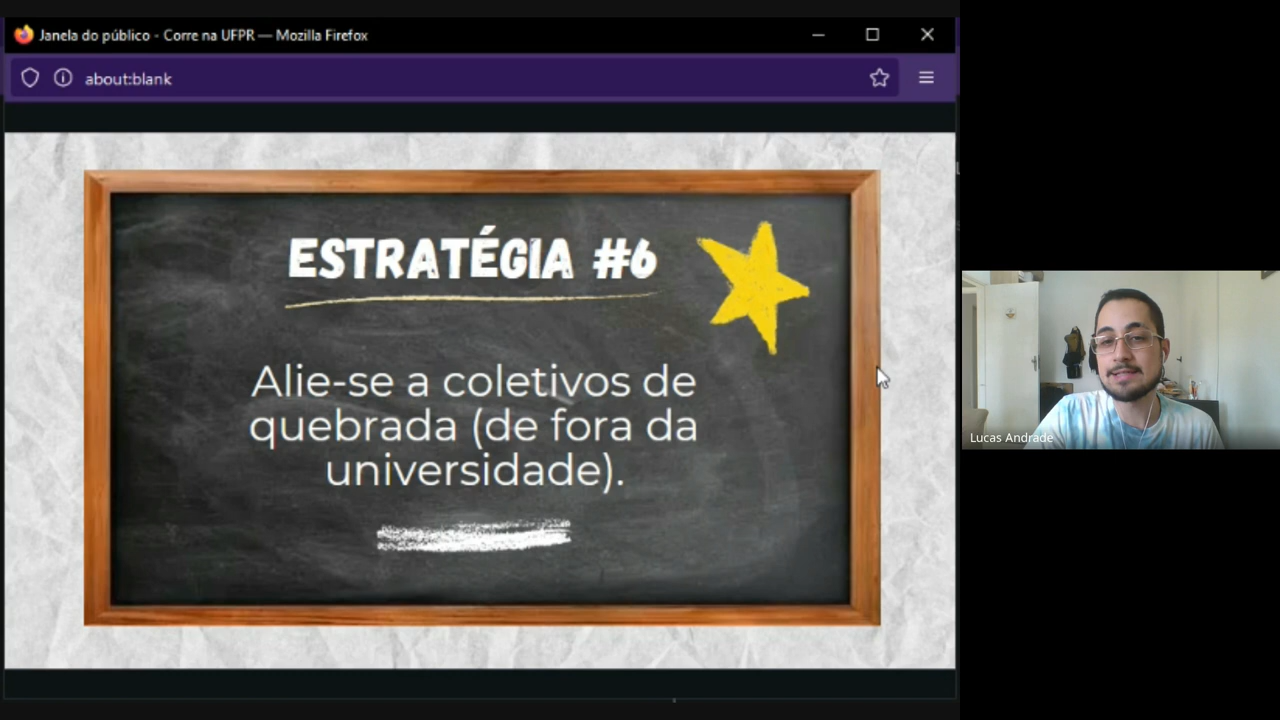 Janela do público - Corre na UFPR — Mozilla Firefox
about:blank
ESTRATÉGIA #6
Alie-se a coletivos de
quebrada (de fora da
universidade).
Lucas Andrade